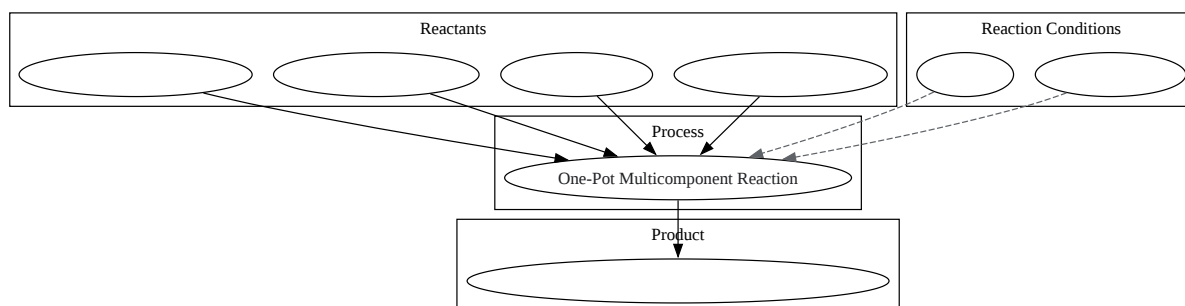 Reactants
Reaction Conditions
Process
One-Pot Multicomponent Reaction
Product